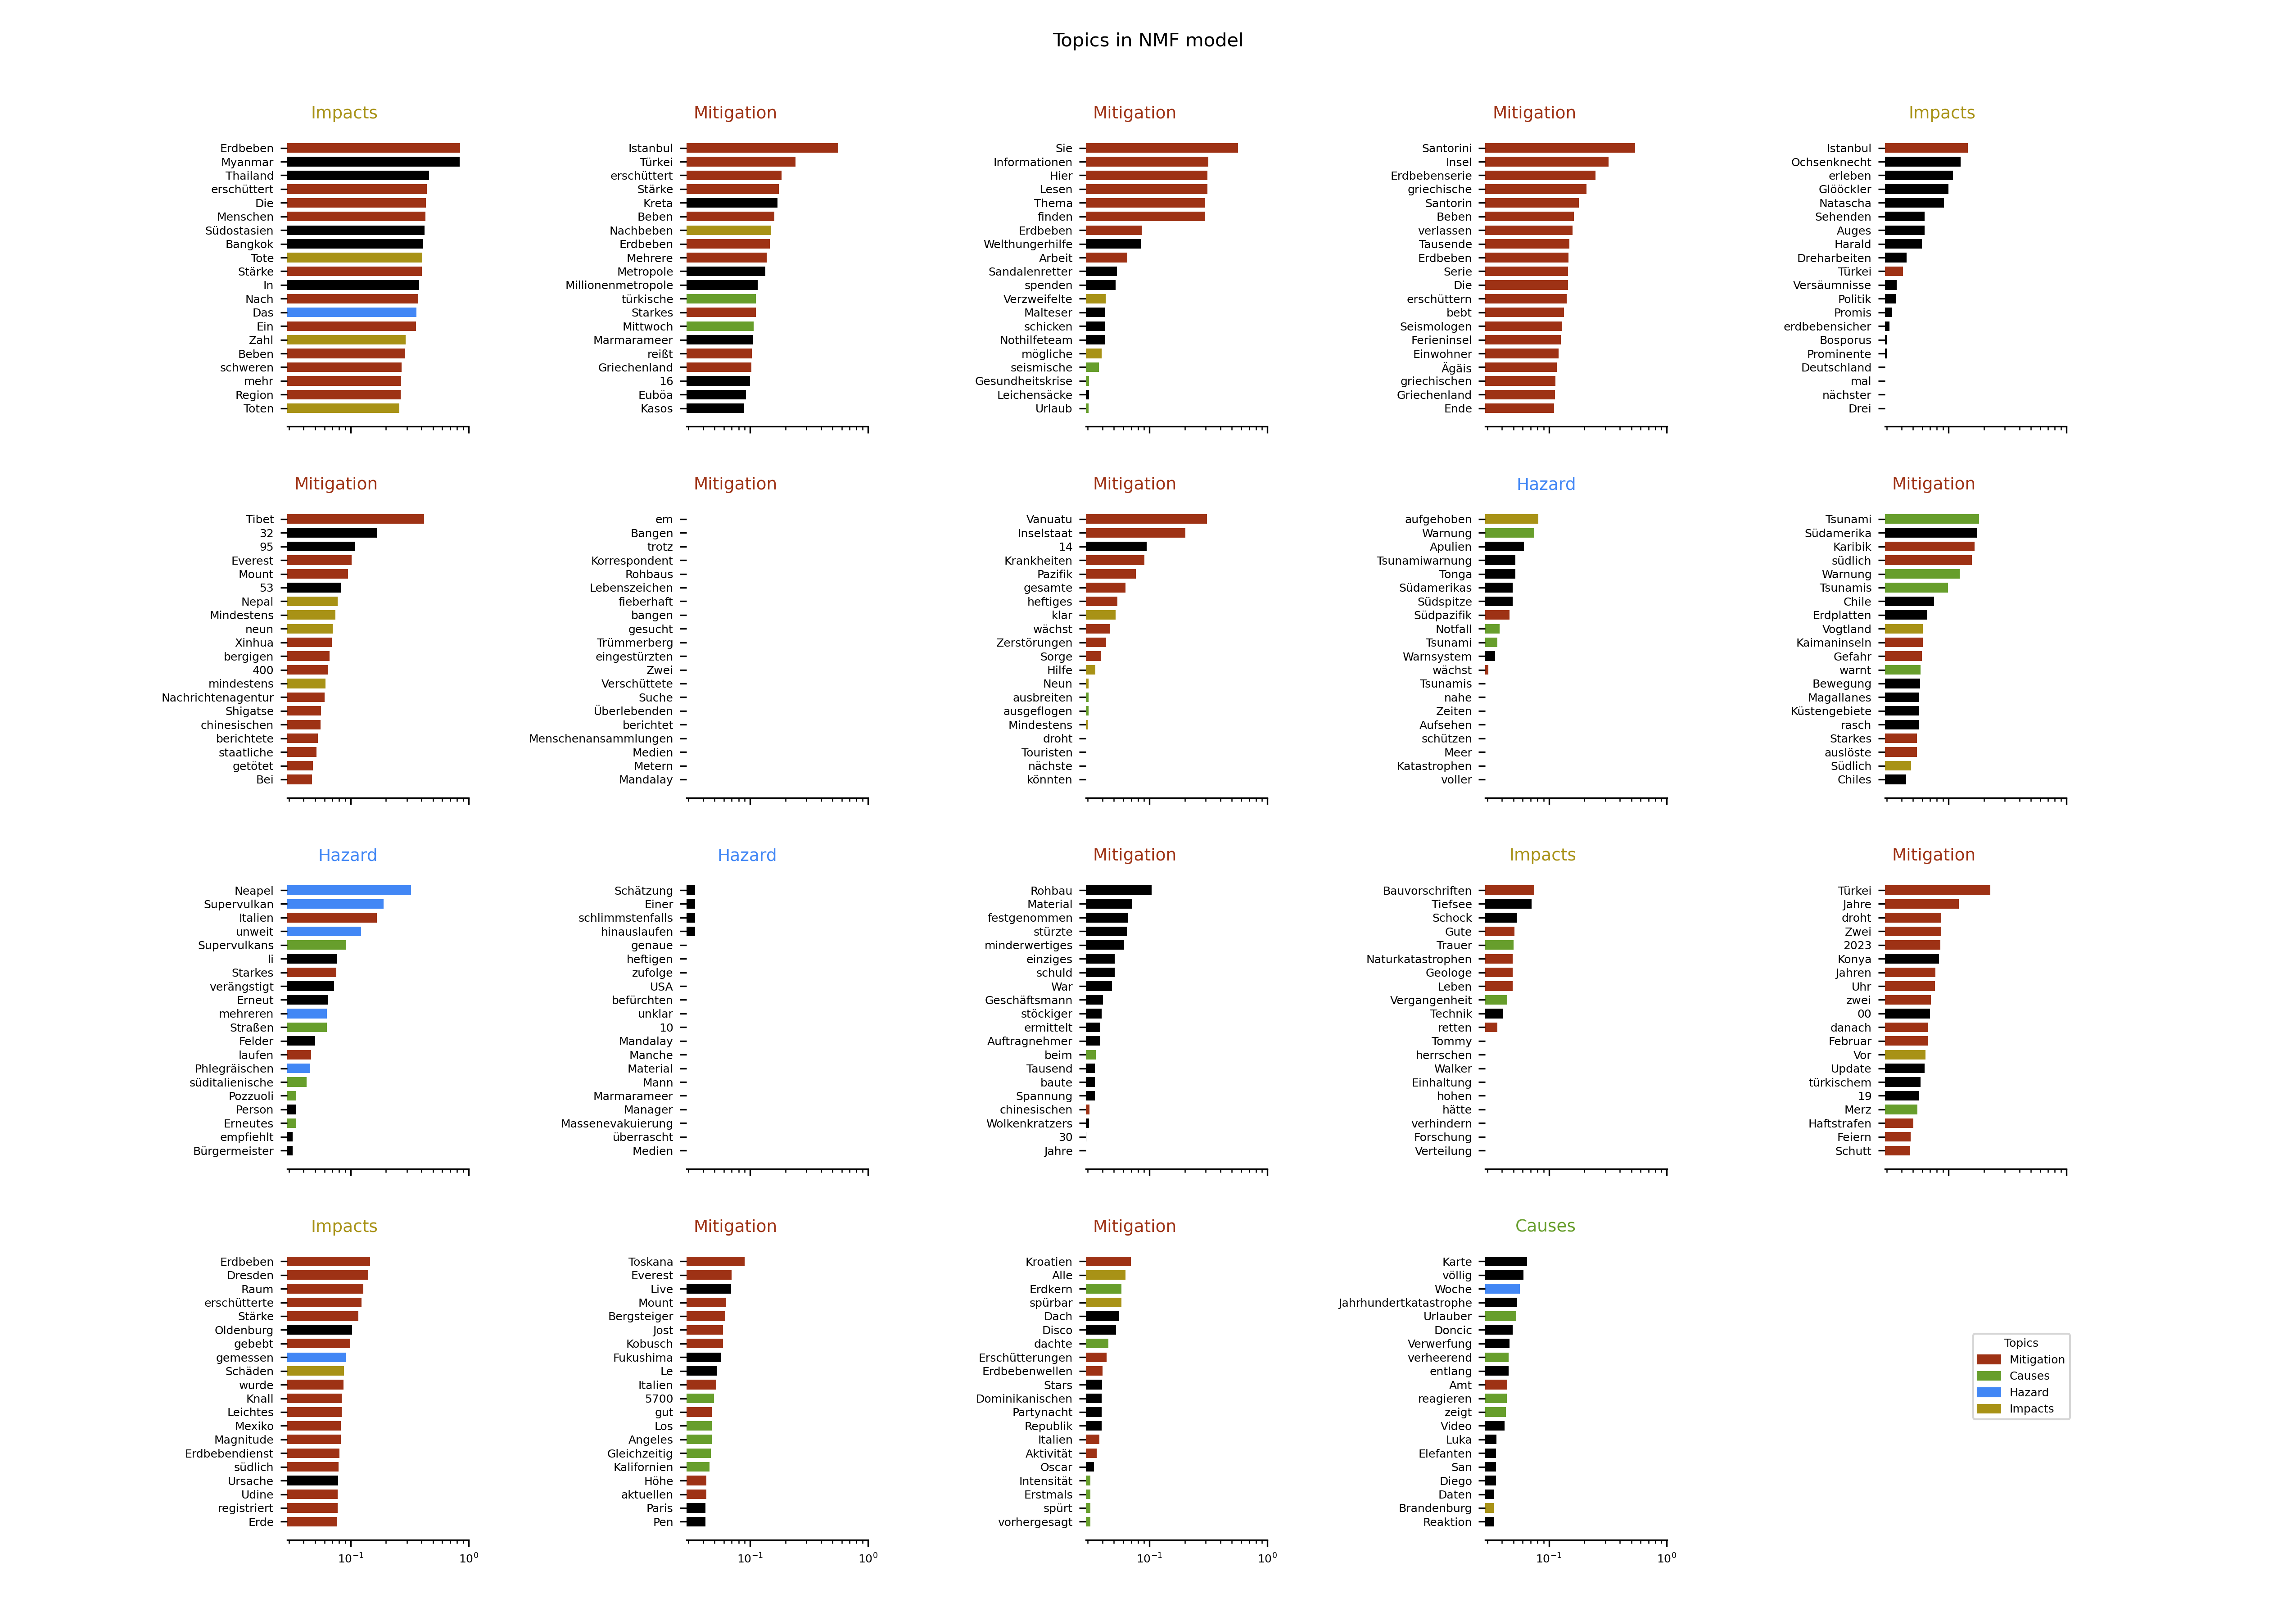 Topics in NMF model
Impacts
Erdbeben
Myanmar
Thailand
erschüttert
Die
Menschen
Südostasien
Bangkok
Tote
Stärke
In
Nach
Das
Ein
Zahl
Beben
schweren
mehr
Region
Toten
Mitigation
Istanbul
Türkei
erschüttert
Stärke
Kreta
Beben
Nachbeben
Erdbeben
Mehrere
Metropole
Millionenmetropole
türkische
Starkes
Mittwoch
Marmarameer
reißt
Griechenland
16
Euböa
Kasos
Mitigation
Sie
Informationen
Hier
Lesen
Thema
finden
Erdbeben
Welthungerhilfe
Arbeit
Sandalenretter
spenden
Verzweifelte
Malteser
schicken
Nothilfeteam
mögliche
seismische
Gesundheitskrise
Leichensäcke
Urlaub
Mitigation
Santorini
Insel
Erdbebenserie
griechische
Santorin
Beben
verlassen
Tausende
Erdbeben
Serie
Die
erschüttern
bebt
Seismologen
Ferieninsel
Einwohner
Ägäis
griechischen
Griechenland
Ende
Impacts
Istanbul
Ochsenknecht
erleben
Glööckler
Natascha
Sehenden
Auges
Harald
Dreharbeiten
Türkei
Versäumnisse
Politik
Promis
erdbebensicher
Bosporus
Prominente
Deutschland
mal
nächster
Drei
Mitigation
Tibet
32
95
Everest
Mount
53
Nepal
Mindestens
neun
Xinhua
bergigen
400
mindestens
Nachrichtenagentur
Shigatse
chinesischen
berichtete
staatliche
getötet
Bei
Mitigation
em
Bangen
trotz
Korrespondent
Rohbaus
Lebenszeichen
fieberhaft
bangen
gesucht
Trümmerberg
eingestürzten
Zwei
Verschüttete
Suche
Überlebenden
berichtet
Menschenansammlungen
Medien
Metern
Mandalay
Mitigation
Vanuatu
Inselstaat
14
Krankheiten
Pazifik
gesamte
heftiges
klar
wächst
Zerstörungen
Sorge
Hilfe
Neun
ausbreiten
ausgeflogen
Mindestens
droht
Touristen
nächste
könnten
Hazard
aufgehoben
Warnung
Apulien
Tsunamiwarnung
Tonga
Südamerikas
Südspitze
Südpazifik
Notfall
Tsunami
Warnsystem
wächst
Tsunamis
nahe
Zeiten
Aufsehen
schützen
Meer
Katastrophen
voller
Mitigation
Tsunami
Südamerika
Karibik
südlich
Warnung
Tsunamis
Chile
Erdplatten
Vogtland
Kaimaninseln
Gefahr
warnt
Bewegung
Magallanes
Küstengebiete
rasch
Starkes
auslöste
Südlich
Chiles
Hazard
Neapel
Supervulkan
Italien
unweit
Supervulkans
li
Starkes
verängstigt
Erneut
mehreren
Straßen
Felder
laufen
Phlegräischen
süditalienische
Pozzuoli
Person
Erneutes
empfiehlt
Bürgermeister
Hazard
Schätzung
Einer
schlimmstenfalls
hinauslaufen
genaue
heftigen
zufolge
USA
befürchten
unklar
10
Mandalay
Manche
Material
Mann
Marmarameer
Manager
Massenevakuierung
überrascht
Medien
Mitigation
Rohbau
Material
festgenommen
stürzte
minderwertiges
einziges
schuld
War
Geschäftsmann
stöckiger
ermittelt
Auftragnehmer
beim
Tausend
baute
Spannung
chinesischen
Wolkenkratzers
30
Jahre
Impacts
Bauvorschriften
Tiefsee
Schock
Gute
Trauer
Naturkatastrophen
Geologe
Leben
Vergangenheit
Technik
retten
Tommy
herrschen
Walker
Einhaltung
hohen
hätte
verhindern
Forschung
Verteilung
Mitigation
Türkei
Jahre
droht
Zwei
2023
Konya
Jahren
Uhr
zwei
00
danach
Februar
Vor
Update
türkischem
19
Merz
Haftstrafen
Feiern
Schutt
Impacts
Erdbeben
Dresden
Raum
erschütterte
Stärke
Oldenburg
gebebt
gemessen
Schäden
wurde
Knall
Leichtes
Mexiko
Magnitude
Erdbebendienst
südlich
Ursache
Udine
registriert
Erde
10⁻¹ 10⁰
Mitigation
Toskana
Everest
Live
Mount
Bergsteiger
Jost
Kobusch
Fukushima
Le
Italien
5700
gut
Los
Angeles
Gleichzeitig
Kalifornien
Höhe
aktuellen
Paris
Pen
10⁻¹ 10⁰
Mitigation
Kroatien
Alle
Erdkern
spürbar
Dach
Disco
dachte
Erschütterungen
Erdbebenwellen
Stars
Dominikanischen
Partynacht
Republik
Italien
Aktivität
Oscar
Intensität
Erstmals
spürt
vorhergesagt
10⁻¹ 10⁰
Causes
Karte
völlig
Woche
Jahrhundertkatastrophe
Urlauber
Doncic
Verwerfung
verheerend
entlang
Amt
reagieren
zeigt
Video
Luka
Elefanten
San
Diego
Daten
Brandenburg
Reaktion
10⁻¹ 10⁰
Topics
Mitigation
Causes
Hazard
Impacts